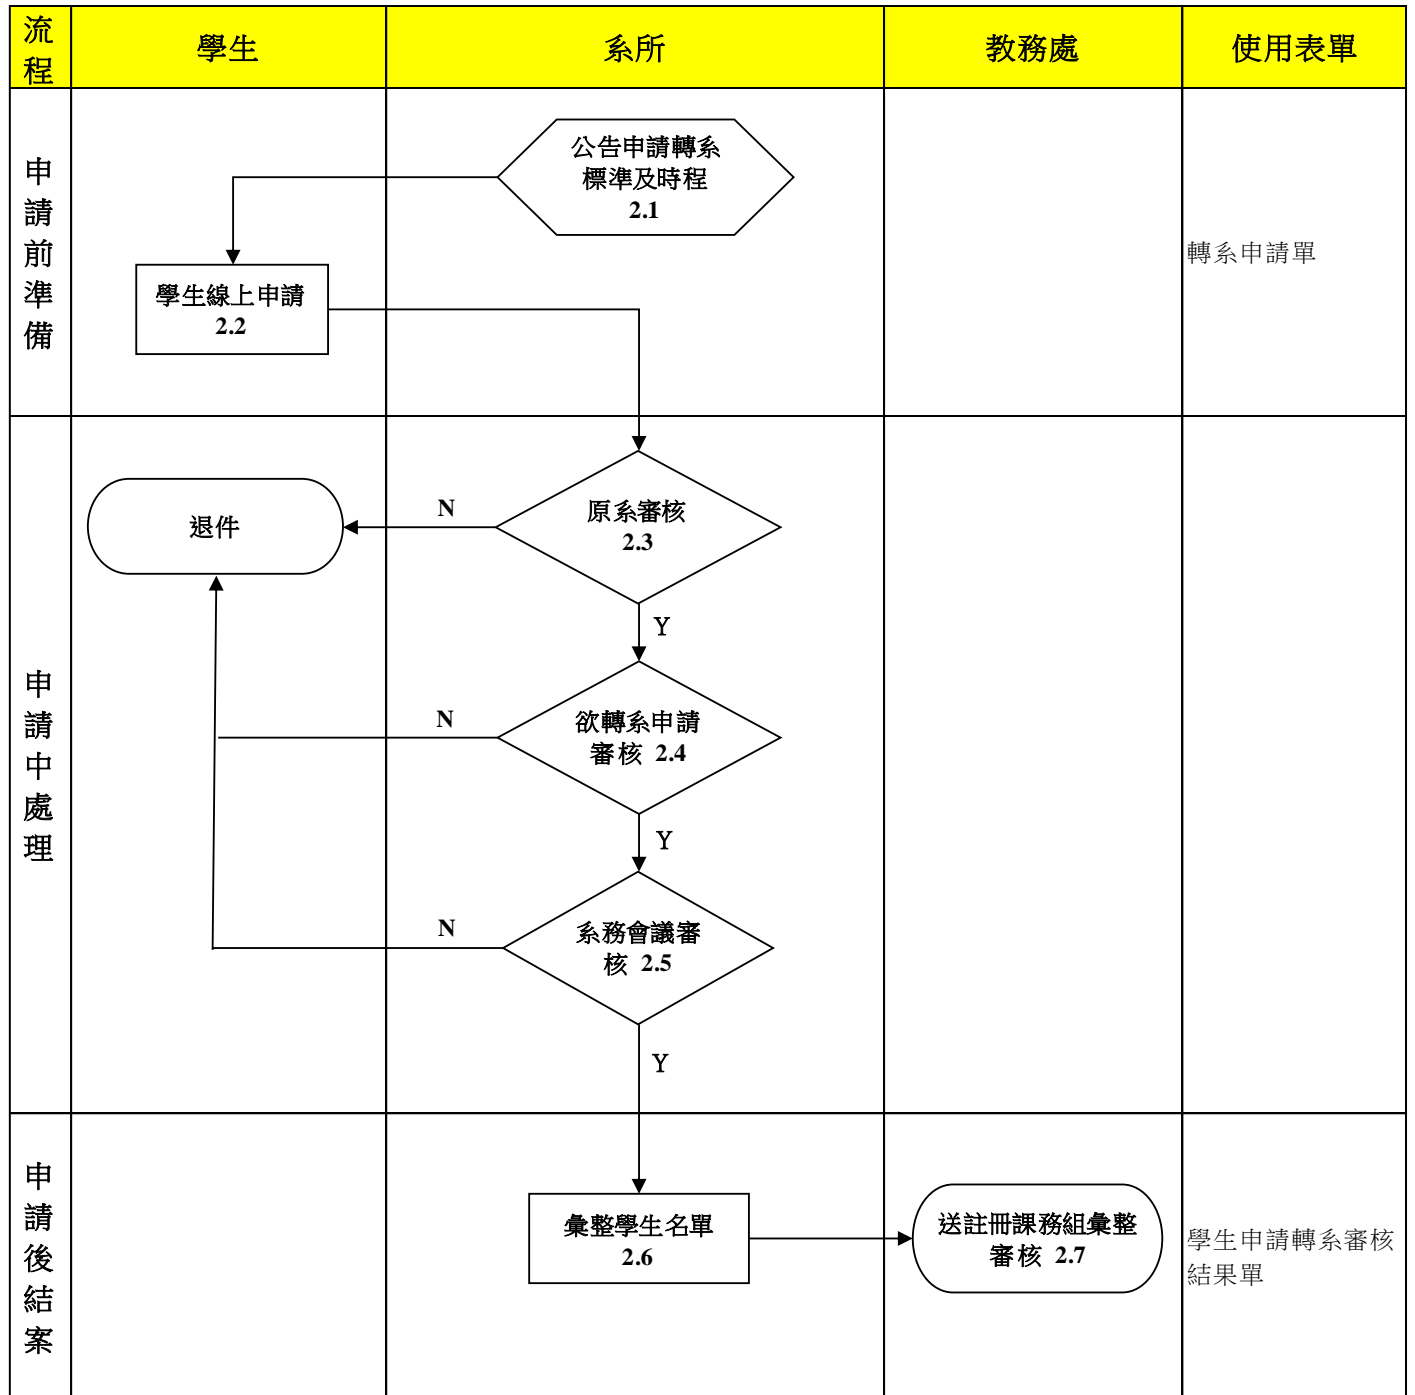 流
程
學生
系所
教務處
使用表單
申
請
前
準
備
公告申請轉系
標準及時程
2.1
學生線上申請
2.2
轉系申請單
申
請
中
處
理
退件
N
原系審核
2.3
Y
N
欲轉系申請
審核 2.4
Y
N
系務會議審
核 2.5
Y
申
請
後
結
案
彙整學生名單
2.6
送註冊課務組彙整
審核 2.7
學生申請轉系審核
結果單